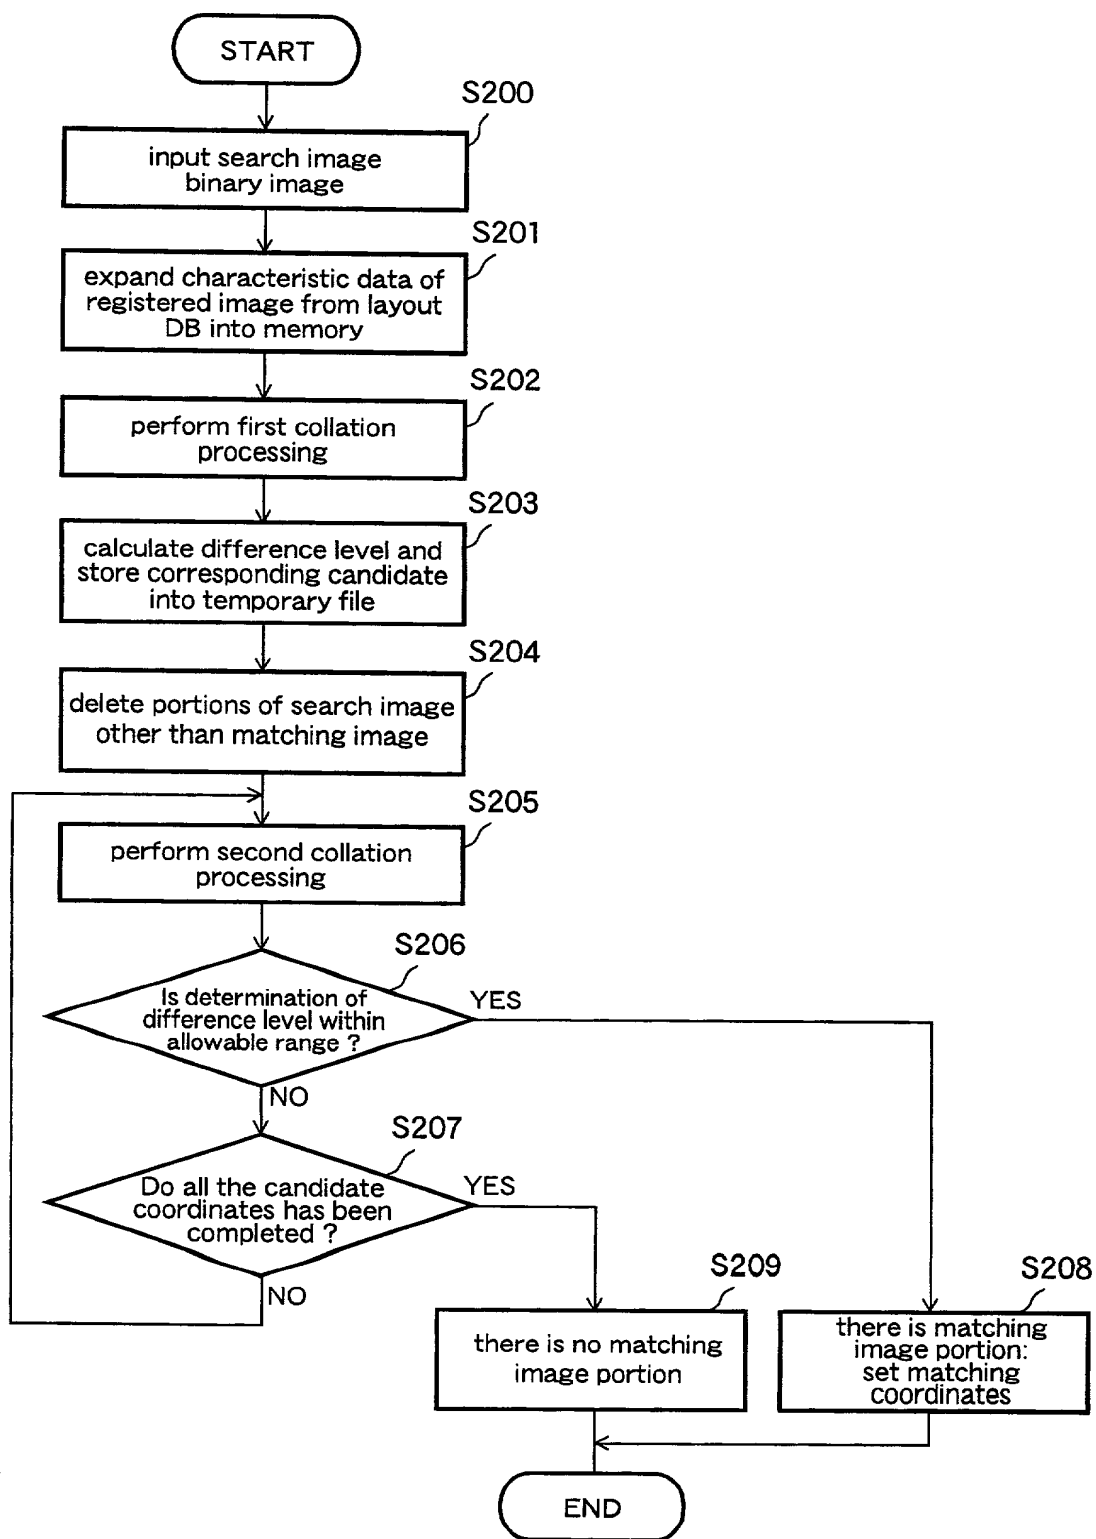 START
S200
input search image
binary image
S201
expand characteristic data of
registered image from layout
DB into memory
S202
perform first collation
processing
S203
calculate difference level and
store corresponding candidate
into temporary file
S204
delete portions of search image
other than matching image
S205
perform second collation
processing
S206
Is determination of
difference level within
allowable range ?
YES
NO
S207
Do all the candidate
coordinates has been
completed ?
YES
NO
S209
there is no matching
image portion
S208
there is matching
image portion:
set matching
coordinates
END